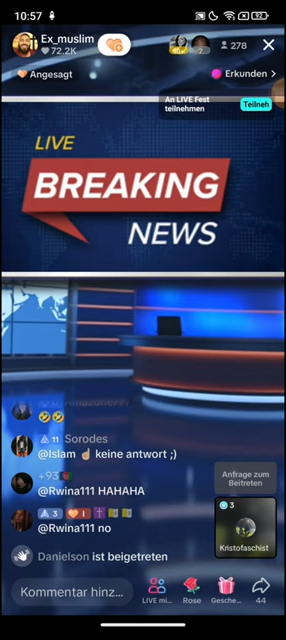 10:57
92
Ex_muslim
72.2K
278
Angesagt
Erkunden >
An LIVE Fest
teilnehmen
Teilneh
LIVE
BREAKING
NEWS
11 Sorodes
@Islam ☝ keine antwort ;)
+93
@Rwina111 HAHAHA
3
@Rwina111 no
Danielson ist beigetreten
Anfrage zum
Beitreten
3
Kristofaschist
Kommentar hinz...
LIVE mi...
Rose
Gesche...
44